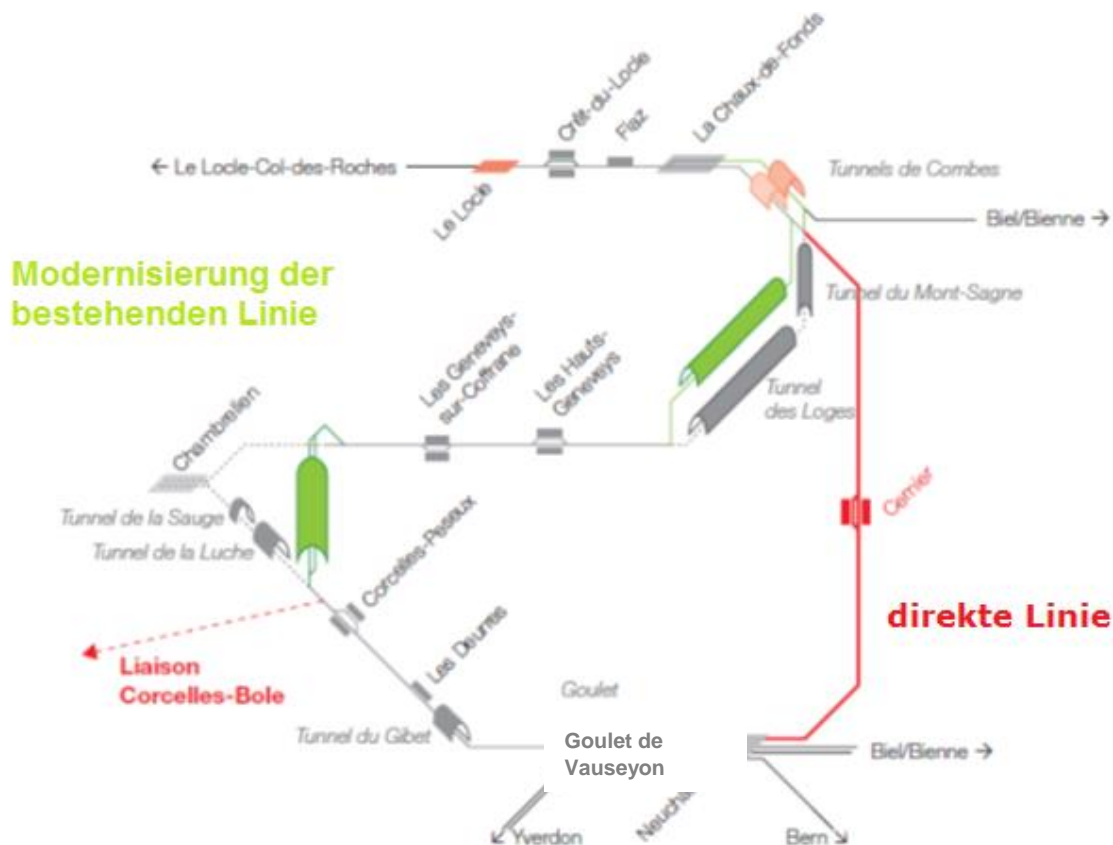 Crêt-du-Locle
Fiaz
La Chaux-de-Fonds
← Le Locle-Col-des-Roches
Le Locle
Tunnels de Combes
Biel/Bienne →
Modernisierung der
bestehenden Linie
Tunnel du Mont-Sagne
Les Geneveys-
sur-Coffrane
Les Hauts-
Geneveys
Tunnel
des Loges
Chambrelien
Tunnel de la Sauge
Tunnel de la Luche
Corcelles-Peseux
Cernier
direkte Linie
Liaison
Corcelles-Bole
Les Deurres
Goulet
Tunnel du Gibet
Goulet de
Vauseyon
Biel/Bienne →
Yverdon
Bern